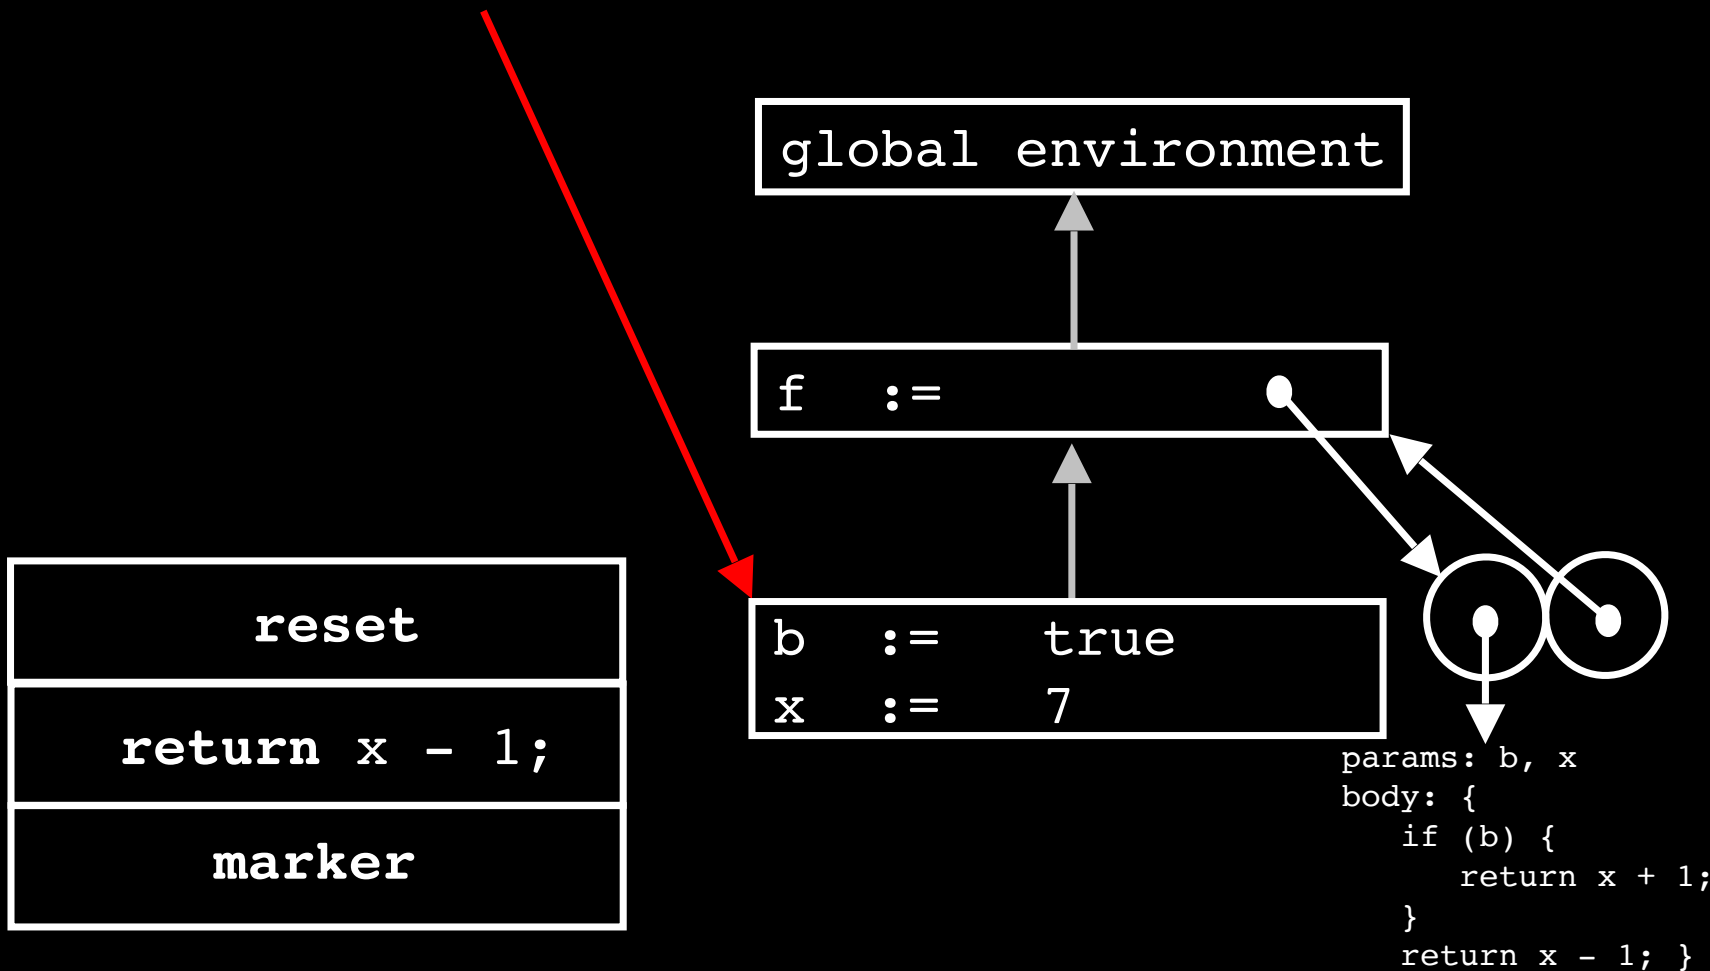 global environment
f :=
reset
return x - 1;
marker
b := true
x := 7
params: b, x
body: {
if (b) {
return x + 1;
}
return x - 1; }